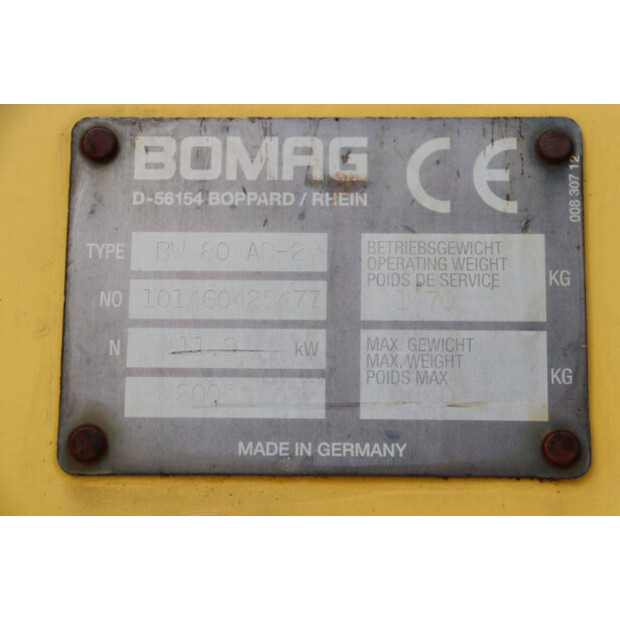 BOMAG CE
D-56154 BOPPARD / RHEIN
008 307 12
TYPE BW 80 AD-2
NO 101460425477
N kW
BETRIEBSGEWICHT
OPERATING WEIGHT
POIDS DE SERVICE
KG
MAX. GEWICHT
MAX. WEIGHT
POIDS MAX
KG
MADE IN GERMANY